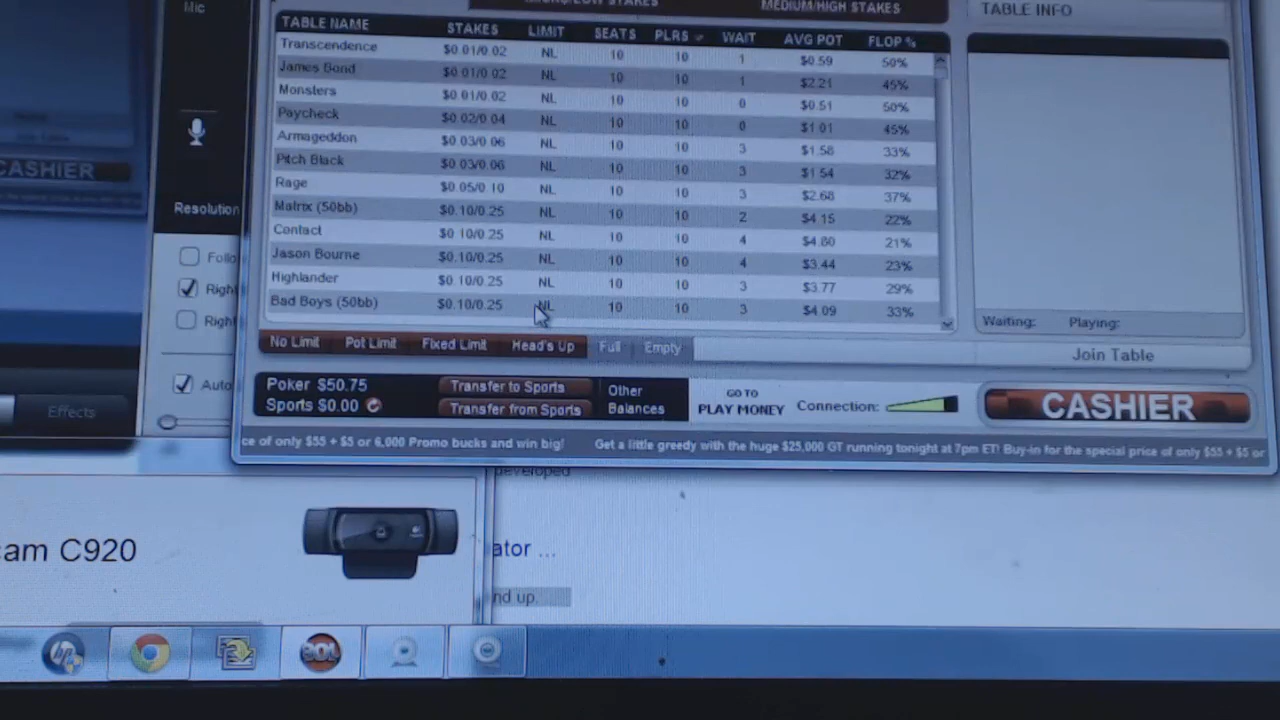 Mic
MEDIUM/HIGH STAKES
TABLE INFO
TABLE NAME STAKES LIMIT SEATS PLRS WAIT AVG POT FLOP %
Transcendence $0.01/0.02 NL 10 10 1 $0.59 50%
James Bond $0.01/0.02 NL 10 10 1 $2.21 45%
Monsters $0.01/0.02 NL 10 10 0 $0.51 50%
Paycheck $0.02/0.04 NL 10 10 0 $1.01 45%
Armageddon $0.03/0.06 NL 10 10 3 $1.58 33%
Pitch Black $0.03/0.06 NL 10 10 3 $1.54 32%
Rage $0.05/0.10 NL 10 10 3 $2.68 37%
Matrix (50bb) $0.10/0.25 NL 10 10 2 $4.15 22%
Contact $0.10/0.25 NL 10 10 4 $4.80 21%
Jason Bourne $0.10/0.25 NL 10 10 4 $3.44 23%
Highlander $0.10/0.25 NL 10 10 3 $3.77 29%
Bad Boys (50bb) $0.10/0.25 NL 10 10 3 $4.09 33%
CASHIER
Resolution
Follo
Right
Right
Auto
Effects
Waiting: Playing:
No Limit Pot Limit Fixed Limit Head's Up Full Empty
Join Table
Poker $50.75 Transfer to Sports Other
Sports $0.00 Transfer from Sports Balances
GO TO
PLAY MONEY
Connection:
CASHIER
ce of only $55 + $5 or 6,000 Promo bucks and win big! Get a little greedy with the huge $25,000 GT running tonight at 7pm ET! Buy-in for the special price of only $55 + $5 or
developed
cam C920
ator ...
nd up.
hp
BOL